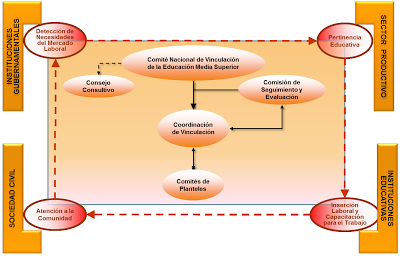 INSTITUCIONES
GUBERNAMENTALES
Detección de
Necesidades
del Mercado
Laboral
Pertinencia
Educativa
SECTOR PRODUCTIVO
Comité Nacional de Vinculación
de la Educación Media Superior
Consejo
Consultivo
Comisión de
Seguimiento y
Evaluación
Coordinación
de Vinculación
Comités de
Planteles
SOCIEDAD CIVIL
Atención a la
Comunidad
Inserción
Laboral y
Capacitación
para el Trabajo
INSTITUCIONES
EDUCATIVAS